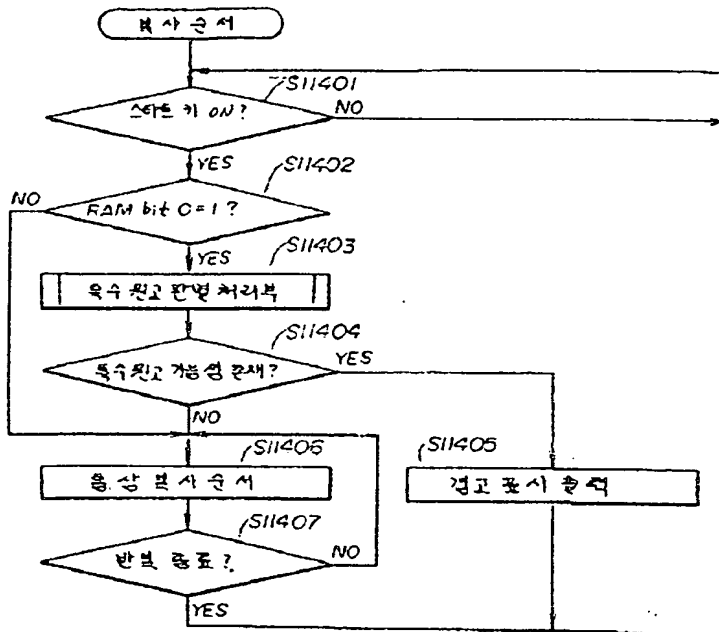 복사순서
S11401
스타트 키 ON?
NO
YES
S11402
NO
RAM bit 0=1?
YES
S11403
특수원고판별처리부
S11404
특수원고 가능성 존재?
YES
NO
S11406
S11405
통상복사순서
경고 표시 출력
S11407
반복 종료?
NO
YES